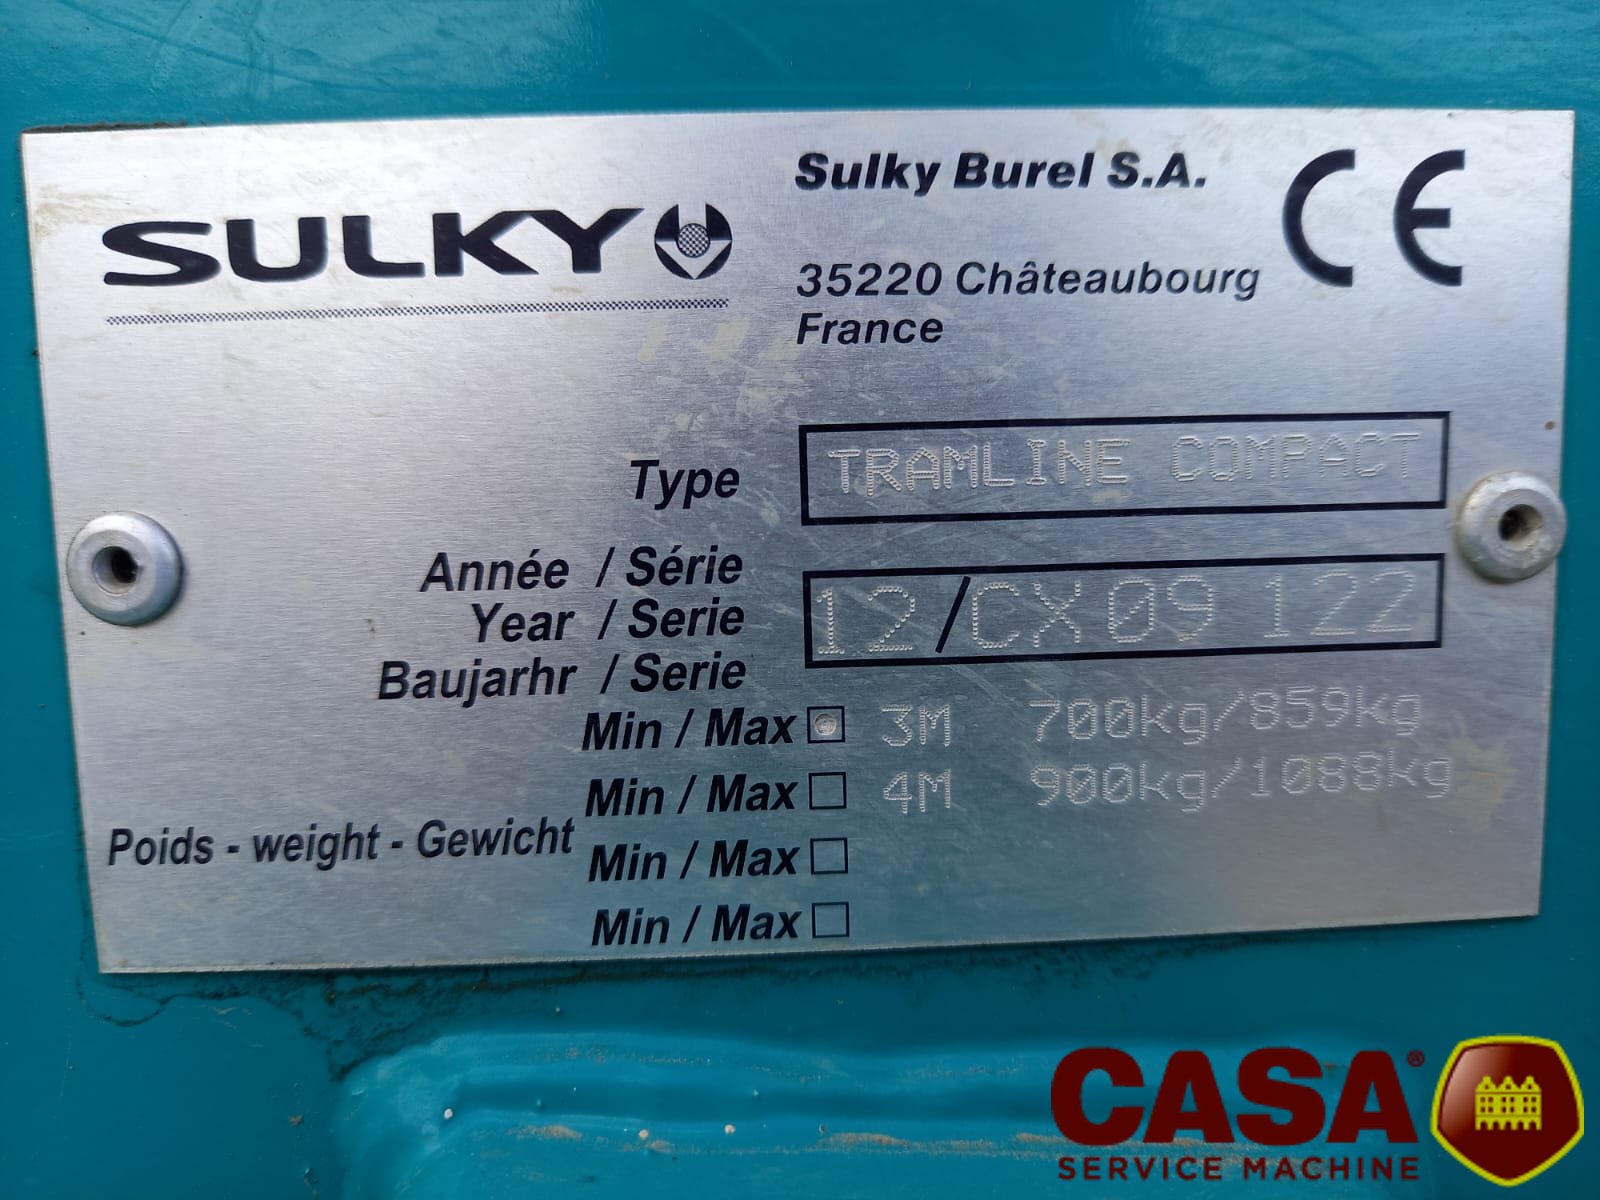 SULKY
Sulky Burel S.A.
35220 Châteaubourg
France
CE
Type TRAMLINE COMPACT
Année / Série
Year / Serie 12/CX09 122
Baujarhr / Serie
Min / Max 3M 700kg/859kg
Min / Max 4M 900kg/1088kg
Poids - weight - Gewicht
Min / Max
Min / Max
CASA®
SERVICE MACHINE